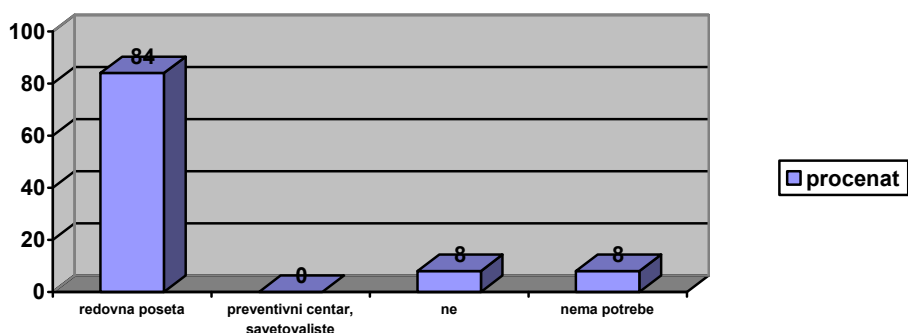 100
80
60
40
20
0
84
0
8
8
redovna poseta
preventivni centar,
savetovaliste
ne
nema potrebe
procenat